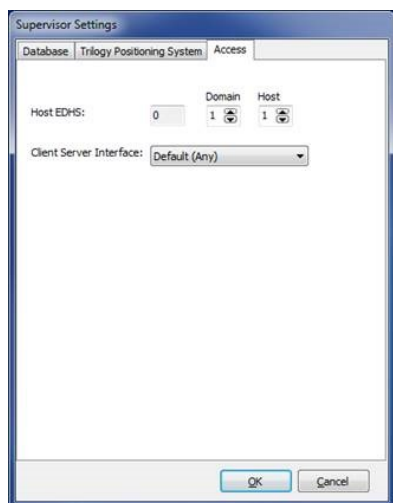 Supervisor Settings
Database Trilogy Positioning System Access
Domain Host
Host EDHS: 0 1 1
Client Server Interface: Default (Any)
OK Cancel